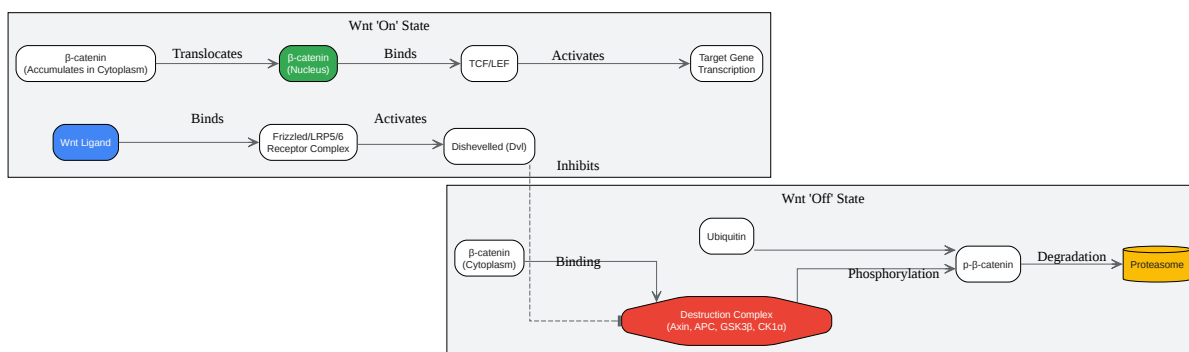 Wnt 'On' State
β-catenin
(Accumulates in Cytoplasm)
Translocates
β-catenin
(Nucleus)
Binds
TCF/LEF
Activates
Target Gene
Transcription
Wnt Ligand
Binds
Frizzled/LRP5/6
Receptor Complex
Activates
Dishevelled (Dvl)
Inhibits
Wnt 'Off' State
β-catenin
(Cytoplasm)
Binding
Ubiquitin
Destruction Complex
(Axin, APC, GSK3β, CK1α)
Phosphorylation
p-β-catenin
Degradation
Proteasome